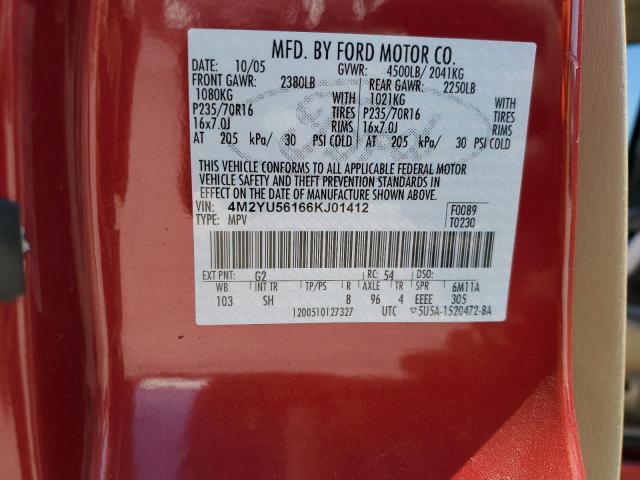 MFD. BY FORD MOTOR CO.
DATE: 10/05 GVWR: 4500LB/ 2041KG
FRONT GAWR: 2380LB REAR GAWR: 2250LB
1080KG WITH 1021KG WITH
P235/70R16 TIRES P235/70R16 TIRES
16x7.0J RIMS 16x7.0J RIMS
AT 205 kPa/ 30 PSI COLD AT 205 kPa/ 30 PSI COLD
THIS VEHICLE CONFORMS TO ALL APPLICABLE FEDERAL MOTOR
VEHICLE SAFETY AND THEFT PREVENTION STANDARDS IN
EFFECT ON THE DATE OF MANUFACTURE SHOWN ABOVE.
VIN: 4M2YU56166KJ01412 F0089
TYPE: MPV T0230
EXT PNT: G2 RC: 54 DSO:
WB INT TR TP/PS R AXLE TR SPR 6M11A
103 SH 8 96 4 EEEE 305
1200510127327 UTC ▽5U5A-1520472-BA